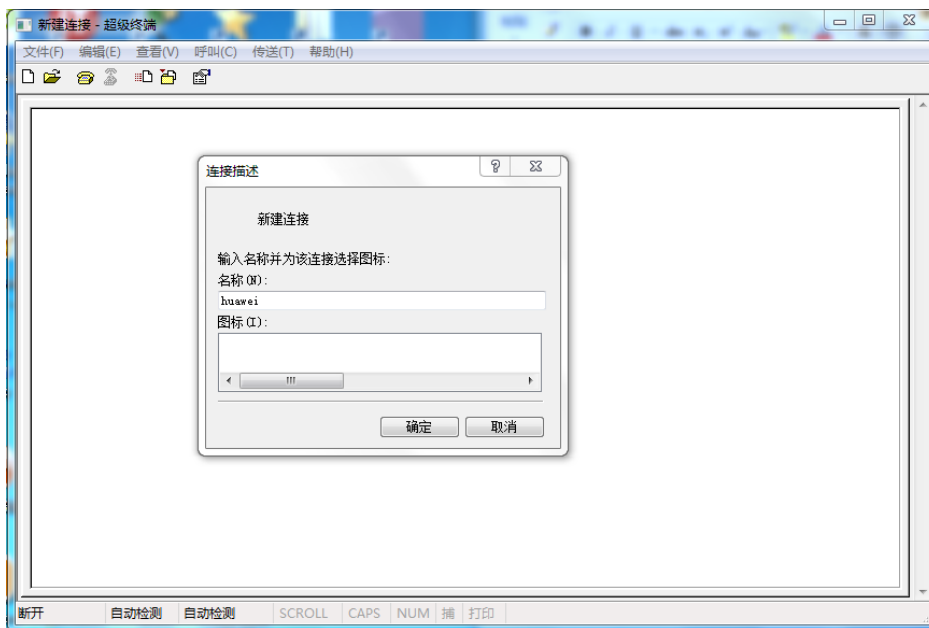 新建连接 - 超级终端
文件(F) 编辑(E) 查看(V) 呼叫(C) 传送(T) 帮助(H)
连接描述
新建连接
输入名称并为该连接选择图标:
名称(N):
huawei
图标(I):
确定 取消
断开 自动检测 自动检测 SCROLL CAPS NUM 捕 打印